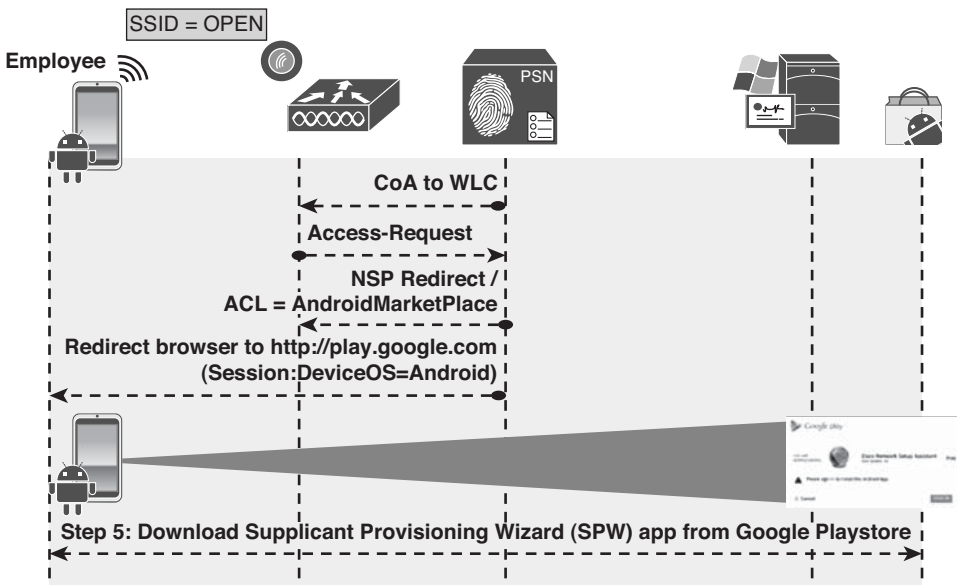 SSID = OPEN
Employee
PSN
CoA to WLC
Access-Request
NSP Redirect /
ACL = AndroidMarketPlace
Redirect browser to http://play.google.com
(Session:DeviceOS=Android)
Google play
Cisco Network Setup Assistant
Cancel
Step 5: Download Supplicant Provisioning Wizard (SPW) app from Google Playstore